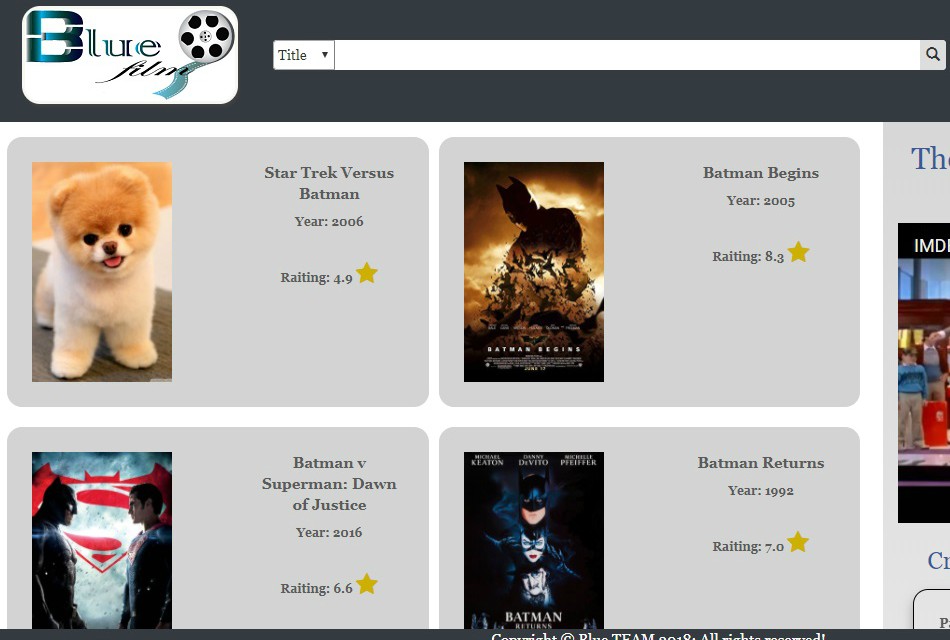 Blue
film
Title
Star Trek Versus
Batman
Year: 2006
Raiting: 4.9
Batman Begins
Year: 2005
Raiting: 8.3
BATMAN BEGINS
JUNE 17
Batman v
Superman: Dawn
of Justice
Year: 2016
Raiting: 6.6
MICHAEL KEATON DANNY DEVITO MICHELLE PFEIFFER
BATMAN
RETURNS
Batman Returns
Year: 1992
Raiting: 7.0
IMD
Copyright © Blue TEAM 2018; All rights reserved!